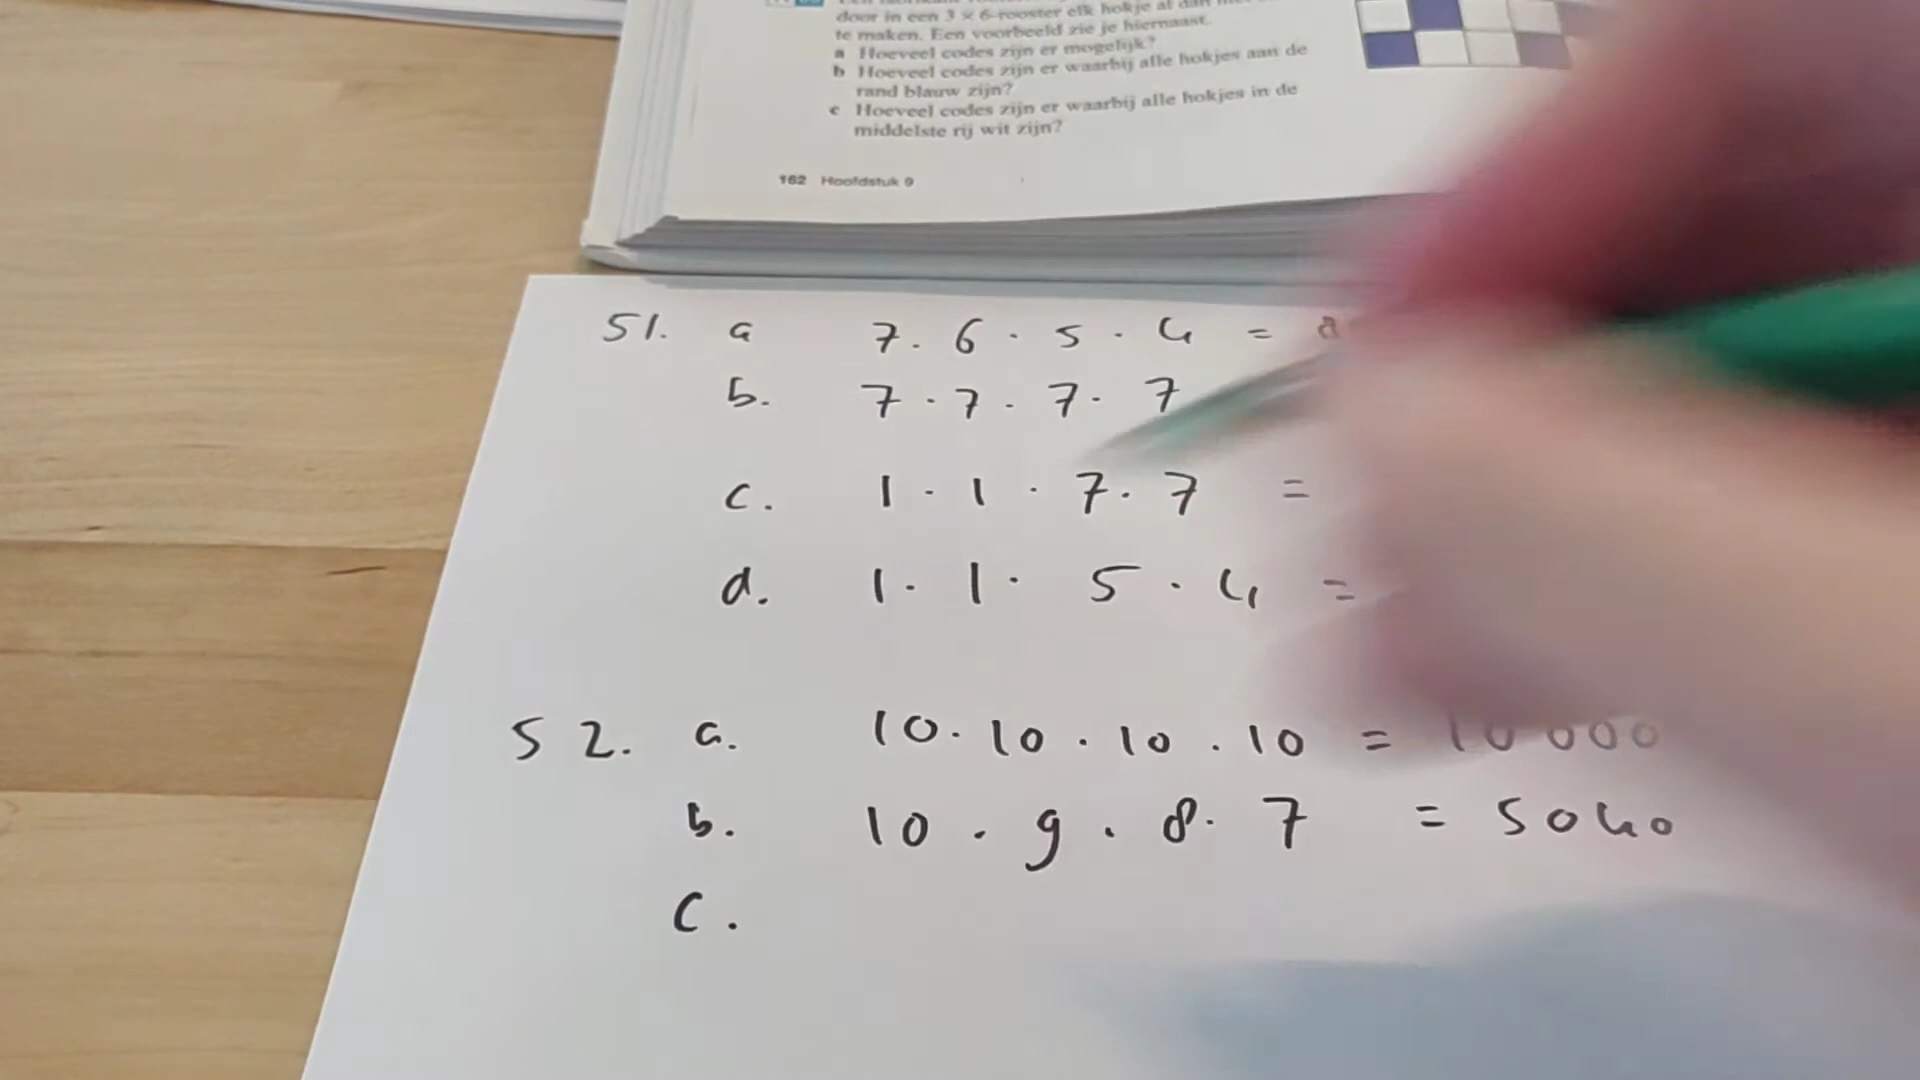 door in een 3 × 6-rooster elk hokje al dan
te maken. Een voorbeeld zie je hiernaast.
a Hoeveel codes zijn er mogelijk?
b Hoeveel codes zijn er waarbij alle hokjes aan de
rand blauw zijn?
c Hoeveel codes zijn er waarbij alle hokjes in de
middelste rij wit zijn?
162 Hoofdstuk 9
51. a 7 · 6 · 5 · 4 = 8
b. 7 · 7 · 7 · 7
c. 1 · 1 · 7 · 7 =
d. 1 · 1 · 5 · 4 =
52. a. 10 · 10 · 10 · 10 = 10 000
b. 10 · 9 · 8 · 7 = 5040
c.